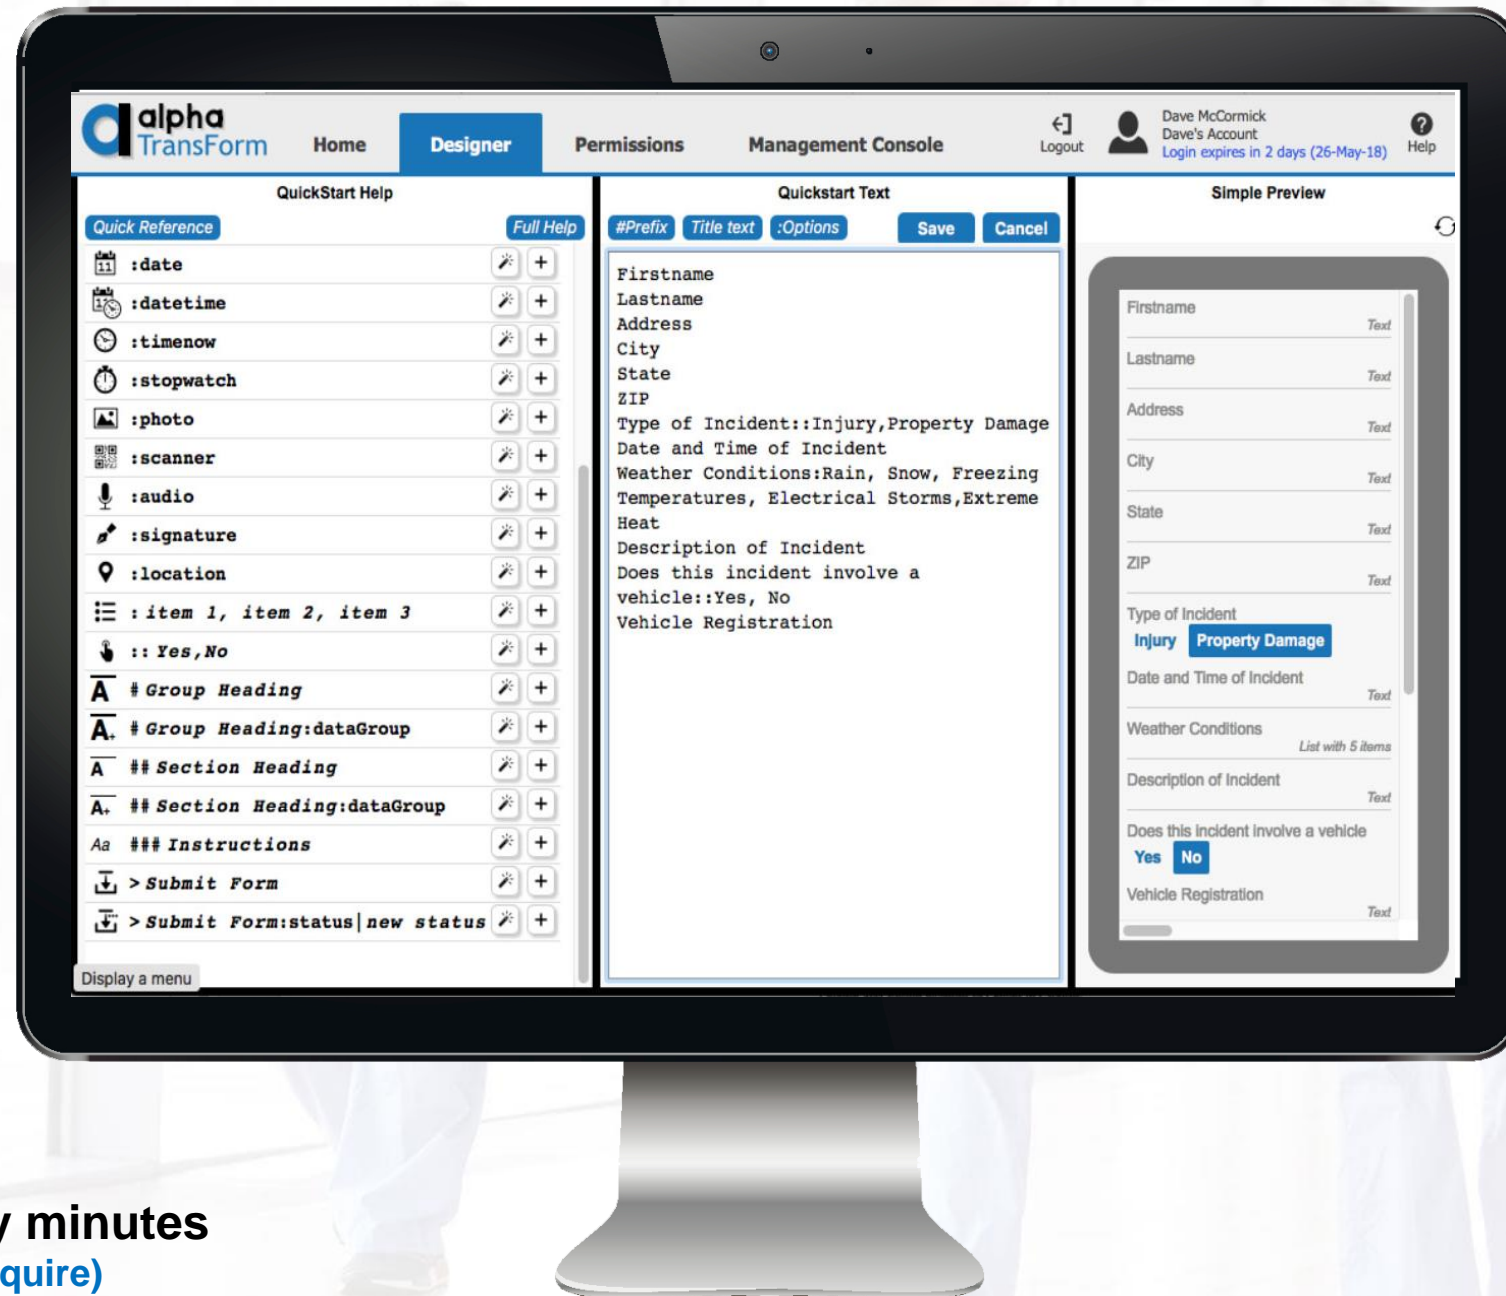 alpha
TransForm
Home
Designer
Permissions
Management Console
Logout
Dave McCormick
Dave's Account
Login expires in 2 days (26-May-18)
Help
QuickStart Help
Quick Reference
Full Help
:date
:datetime
:timenow
:stopwatch
:photo
:scanner
:audio
:signature
:location
: item 1, item 2, item 3
:: Yes,No
# Group Heading
# Group Heading:dataGroup
## Section Heading
## Section Heading:dataGroup
Aa ### Instructions
> Submit Form
> Submit Form:status|new status
Display a menu
Quickstart Text
#Prefix
Title text
:Options
Save
Cancel
Firstname
Lastname
Address
City
State
ZIP
Type of Incident::Injury,Property Damage
Date and Time of Incident
Weather Conditions:Rain, Snow, Freezing
Temperatures, Electrical Storms,Extreme
Heat
Description of Incident
Does this incident involve a
vehicle::Yes, No
Vehicle Registration
Simple Preview
Firstname
Text
Lastname
Text
Address
Text
City
Text
State
Text
ZIP
Text
Type of Incident
Injury Property Damage
Date and Time of Incident
Text
Weather Conditions
List with 5 items
Description of Incident
Text
Does this incident involve a vehicle
Yes No
Vehicle Registration
Text
y minutes
quire)